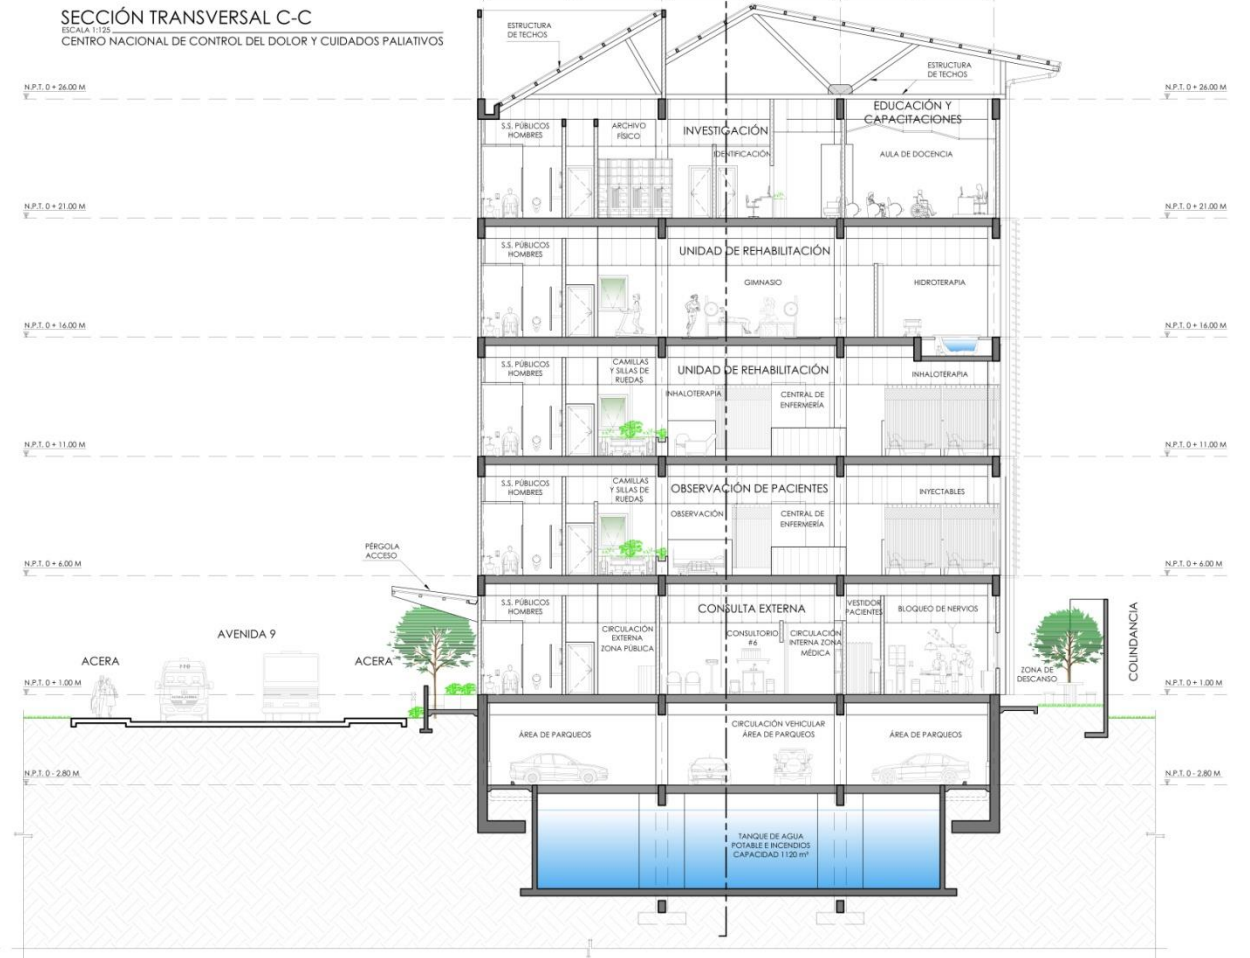 SECCIÓN TRANSVERSAL C-C
ESCALA 1:125
CENTRO NACIONAL DE CONTROL DEL DOLOR Y CUIDADOS PALIATIVOS
ESTRUCTURA
DE TECHOS
ESTRUCTURA
DE TECHOS
N.P.T. 0 + 26.00 M
N.P.T. 0 + 26.00 M
EDUCACIÓN Y
CAPACITACIONES
S.S. PÚBLICOS
HOMBRES
ARCHIVO
FÍSICO
INVESTIGACIÓN
IDENTIFICACIÓN
AULA DE DOCENCIA
N.P.T. 0 + 21.00 M
N.P.T. 0 + 21.00 M
S.S. PÚBLICOS
HOMBRES
UNIDAD DE REHABILITACIÓN
GIMNASIO
HIDROTERAPIA
N.P.T. 0 + 16.00 M
N.P.T. 0 + 16.00 M
S.S. PÚBLICOS
HOMBRES
CAMILLAS
Y SILLAS DE
RUEDAS
UNIDAD DE REHABILITACIÓN
INHALOTERAPIA
CENTRAL DE
ENFERMERÍA
INHALOTERAPIA
N.P.T. 0 + 11.00 M
N.P.T. 0 + 11.00 M
S.S. PÚBLICOS
HOMBRES
CAMILLAS
Y SILLAS DE
RUEDAS
OBSERVACIÓN DE PACIENTES
OBSERVACIÓN
CENTRAL DE
ENFERMERÍA
INYECTABLES
PÉRGOLA
ACCESO
N.P.T. 0 + 6.00 M
N.P.T. 0 + 6.00 M
S.S. PÚBLICOS
HOMBRES
CONSULTA EXTERNA
VESTIDOR
PACIENTES
BLOQUEO DE NERVIOS
CIRCULACIÓN
EXTERNA
ZONA PÚBLICA
CONSULTORIO
#6
CIRCULACIÓN
INTERNA ZONA
MÉDICA
AVENIDA 9
ACERA
ACERA
ZONA DE
DESCANSO
COLINDANCIA
N.P.T. 0 + 1.00 M
N.P.T. 0 + 1.00 M
ÁREA DE PARQUEOS
CIRCULACIÓN VEHICULAR
ÁREA DE PARQUEOS
ÁREA DE PARQUEOS
N.P.T. 0 - 2.80 M
N.P.T. 0 - 2.80 M
TANQUE DE AGUA
POTABLE E INCENDIOS
CAPACIDAD 1120 m³